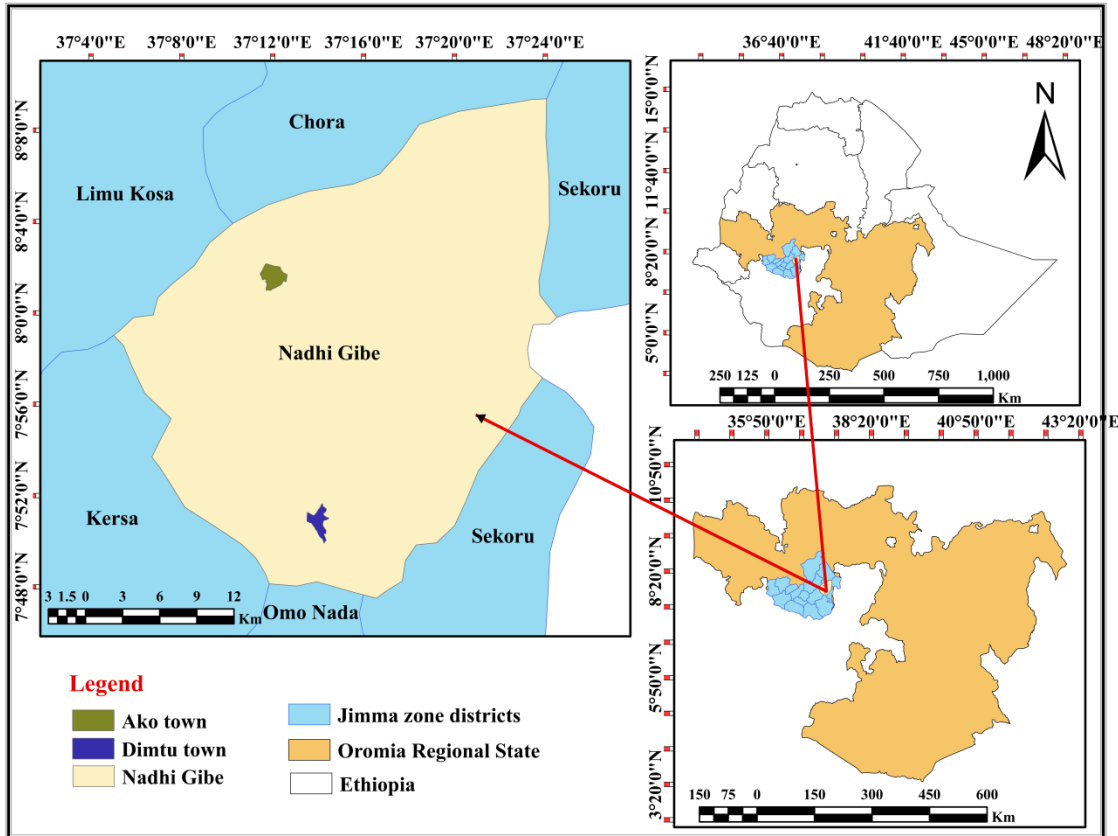 37°4'0"E 37°8'0"E 37°12'0"E 37°16'0"E 37°20'0"E 37°24'0"E
8°8'0"N
8°4'0"N
8°0'0"N
7°56'0"N
7°52'0"N
7°48'0"N
Chora
Limu Kosa
Sekoru
Nadhi Gibe
Kersa
Sekoru
Omo Nada
3 1.5 0 3 6 9 12
Km
36°40'0"E 41°40'0"E 45°0'0"E 48°20'0"E
15°0'0"N
11°40'0"N
8°20'0"N
5°0'0"N
N
250 125 0 250 500 750 1,000
Km
35°50'0"E 38°20'0"E 40°50'0"E 43°20'0"E
10°50'0"N
8°20'0"N
5°50'0"N
3°20'0"N
150 75 0 150 300 450 600
Km
Legend
Ako town
Dimtu town
Nadhi Gibe
Jimma zone districts
Oromia Regional State
Ethiopia